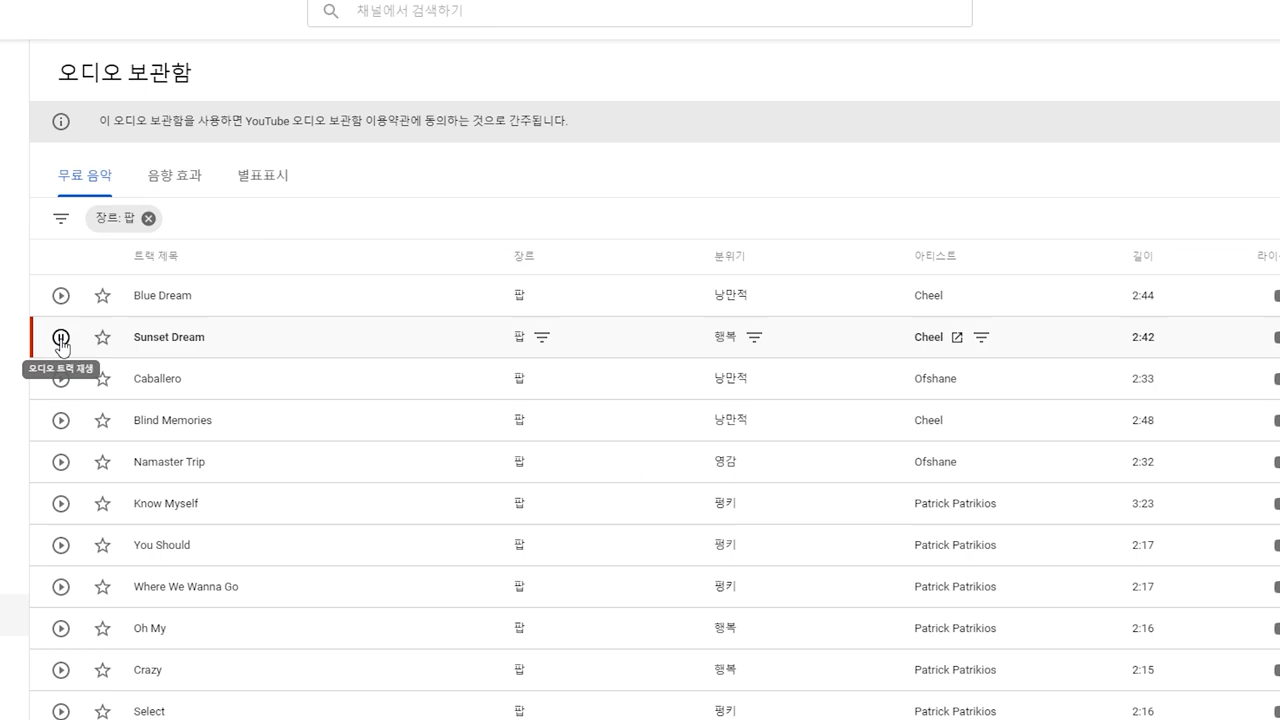 채널에서 검색하기
오디오 보관함
이 오디오 보관함을 사용하면 YouTube 오디오 보관함 이용약관에 동의하는 것으로 간주됩니다.
무료 음악 음향 효과 별표표시
장르: 팝
트랙 제목 장르 분위기 아티스트 길이
Blue Dream 팝 낭만적 Cheel 2:44
Sunset Dream 팝 행복 Cheel 2:42
오디오 트랙 재생
Caballero 팝 낭만적 Ofshane 2:33
Blind Memories 팝 낭만적 Cheel 2:48
Namaster Trip 팝 영감 Ofshane 2:32
Know Myself 팝 펑키 Patrick Patrikios 3:23
You Should 팝 펑키 Patrick Patrikios 2:17
Where We Wanna Go 팝 펑키 Patrick Patrikios 2:17
Oh My 팝 행복 Patrick Patrikios 2:16
Crazy 팝 행복 Patrick Patrikios 2:15
Select 팝 펑키 Patrick Patrikios 2:16